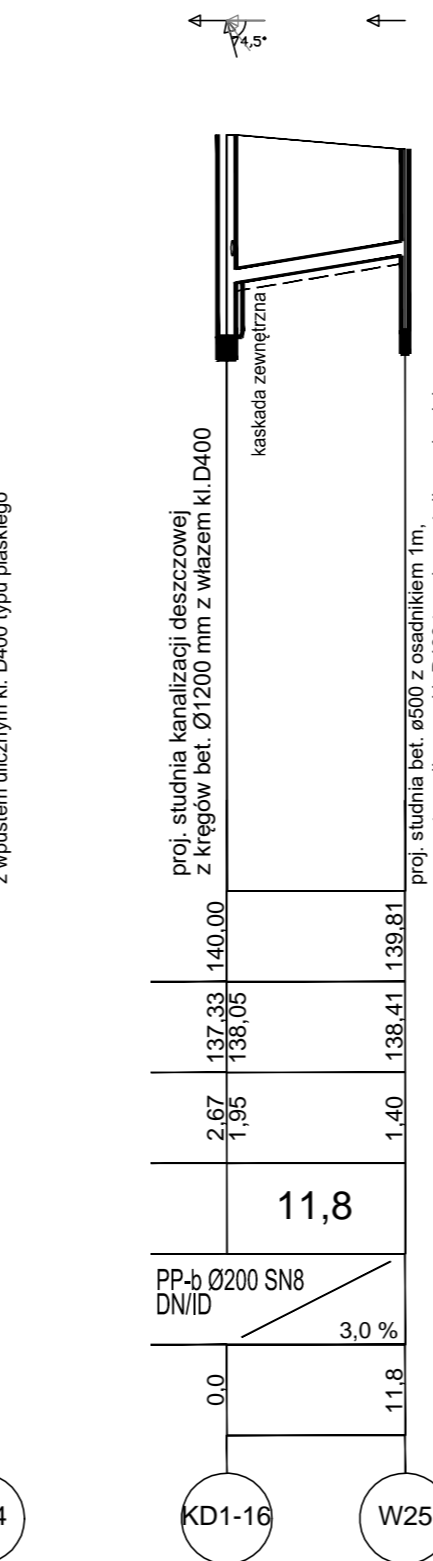 74,5°
kaskada zewnętrzna
z wpustem ulicznym kl. D400 typu płaskiego
proj. studnia kanalizacji deszczowej
z kręgów bet. Ø1200 mm z włazem kl.D400
proj. studnia bet. ø500 z osadnikiem 1m,
140,00
139,81
137,33
138,05
138,41
2,67
1,95
1,40
11,8
PP-b Ø200 SN8
DN/ID
3,0 %
0,0
11,8
4
KD1-16
W25